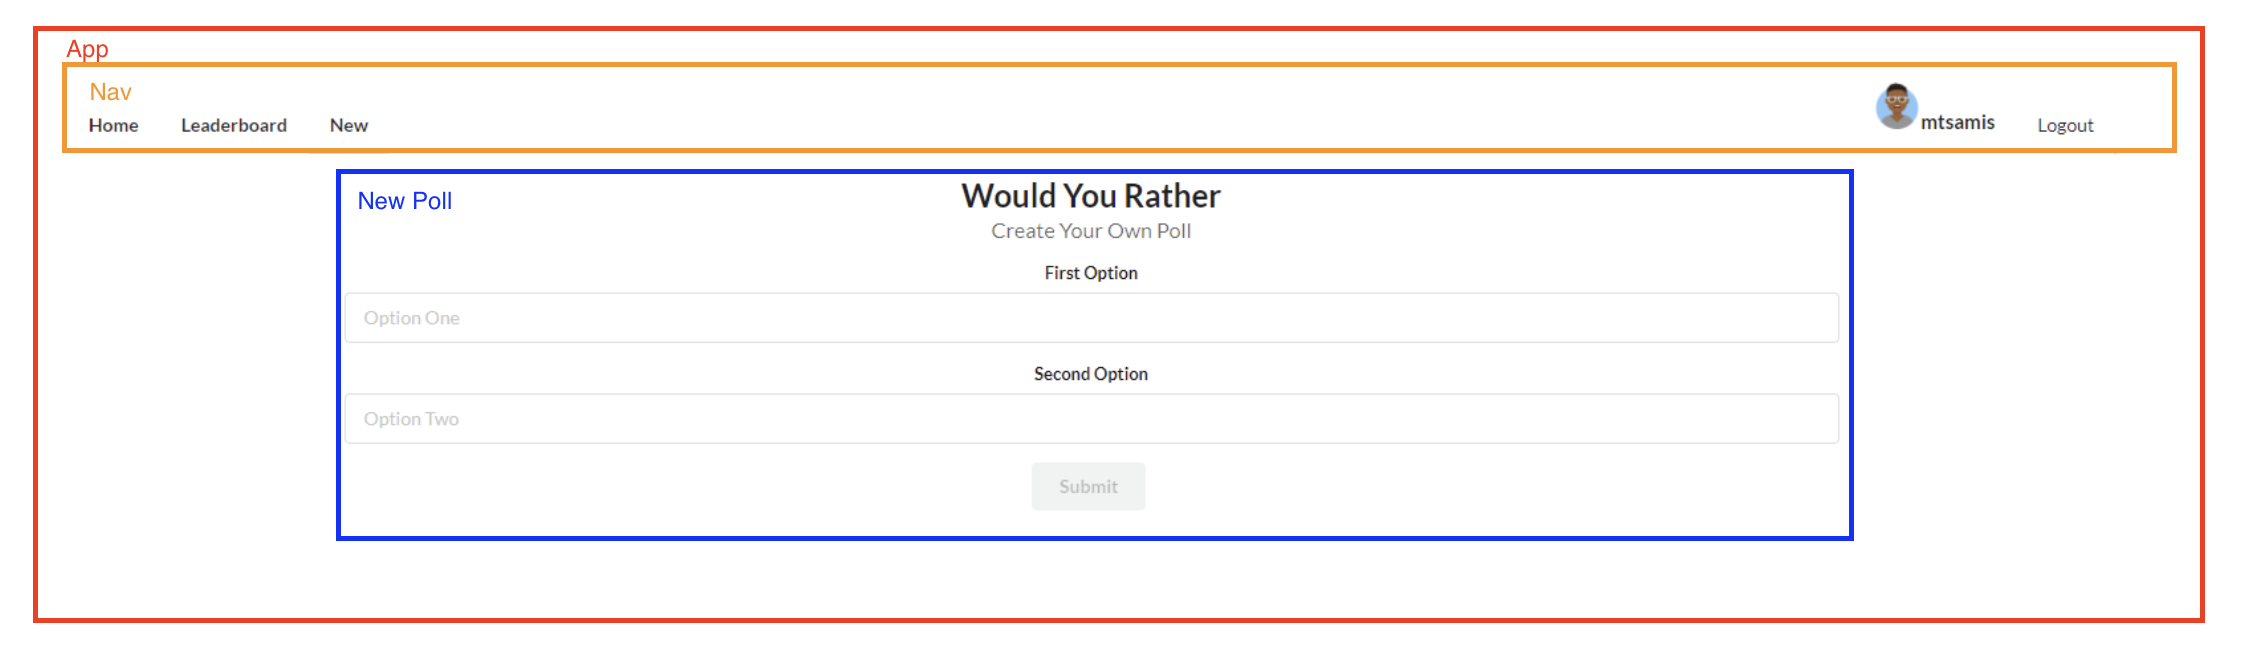 App
Nav
Home Leaderboard New mtsamis Logout
New Poll
Would You Rather
Create Your Own Poll
First Option
Option One
Second Option
Option Two
Submit